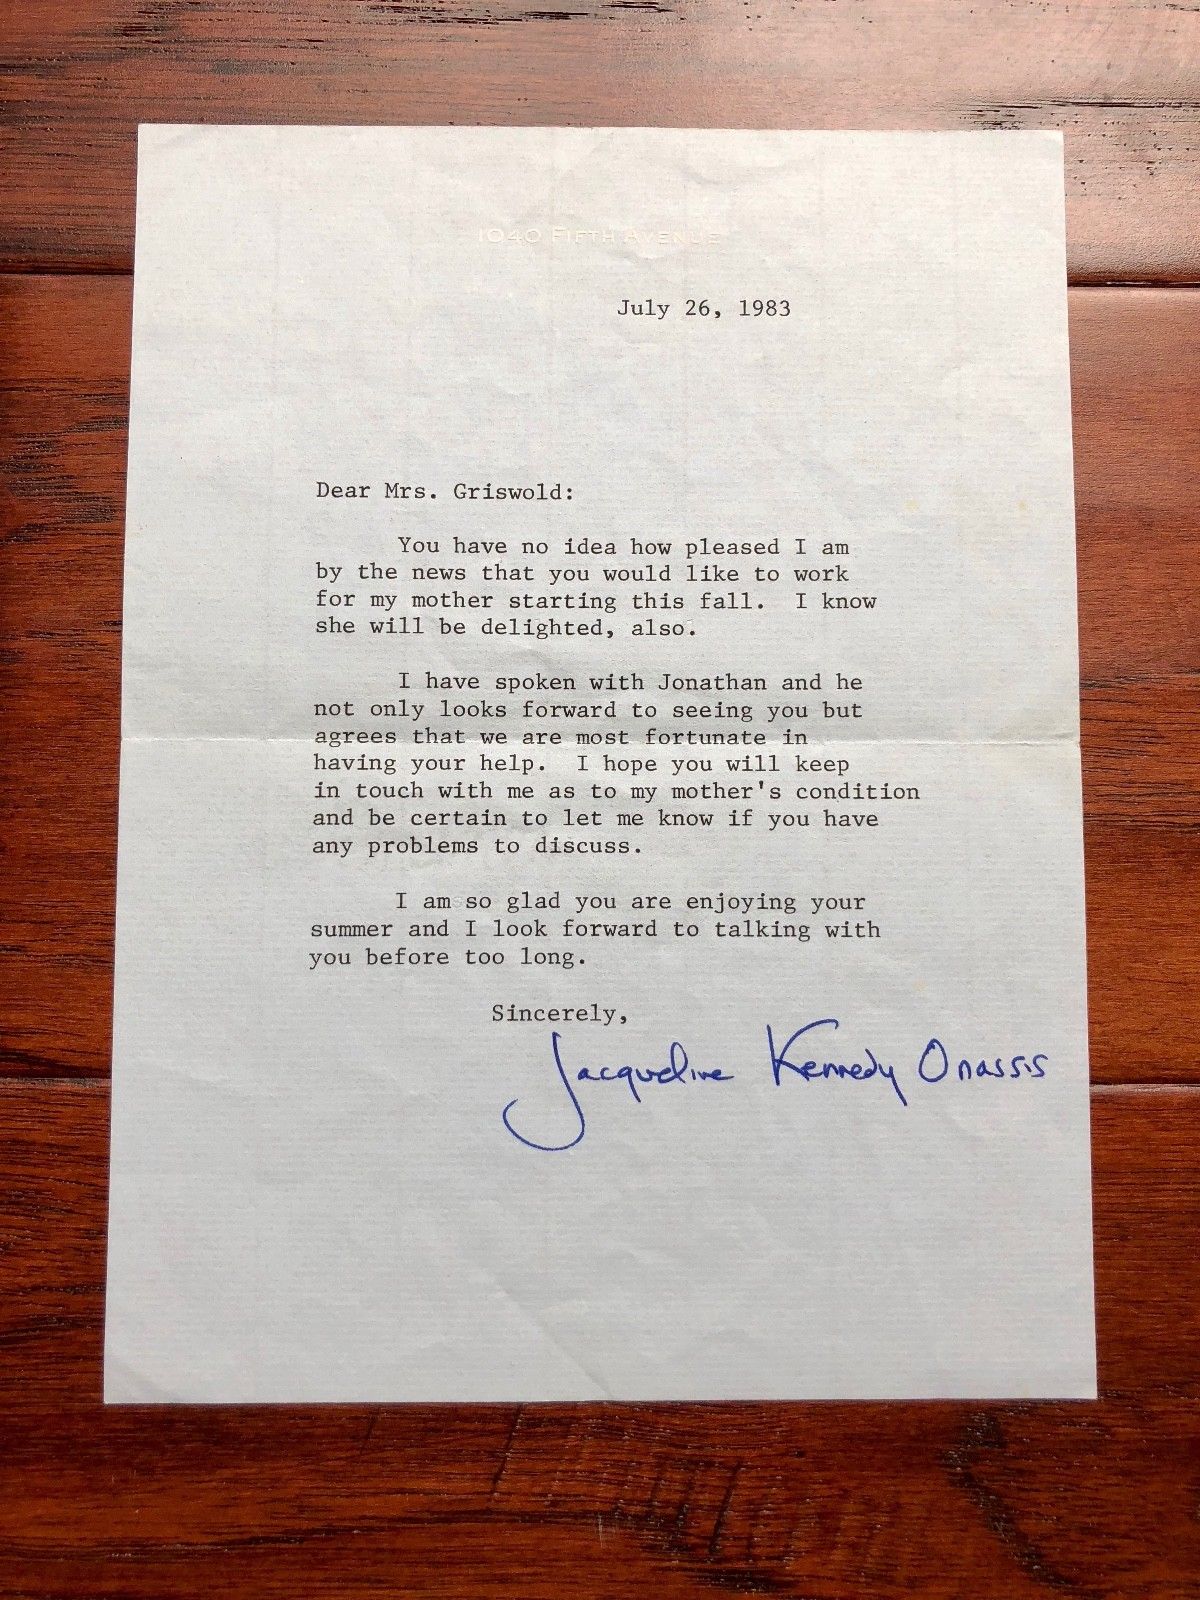 1040 FIFTH AVENUE
July 26, 1983
Dear Mrs. Griswold:
You have no idea how pleased I am
by the news that you would like to work
for my mother starting this fall. I know
she will be delighted, also.
I have spoken with Jonathan and he
not only looks forward to seeing you but
agrees that we are most fortunate in
having your help. I hope you will keep
in touch with me as to my mother's condition
and be certain to let me know if you have
any problems to discuss.
I am so glad you are enjoying your
summer and I look forward to talking with
you before too long.
Sincerely,
Jacqueline Kennedy Onassis